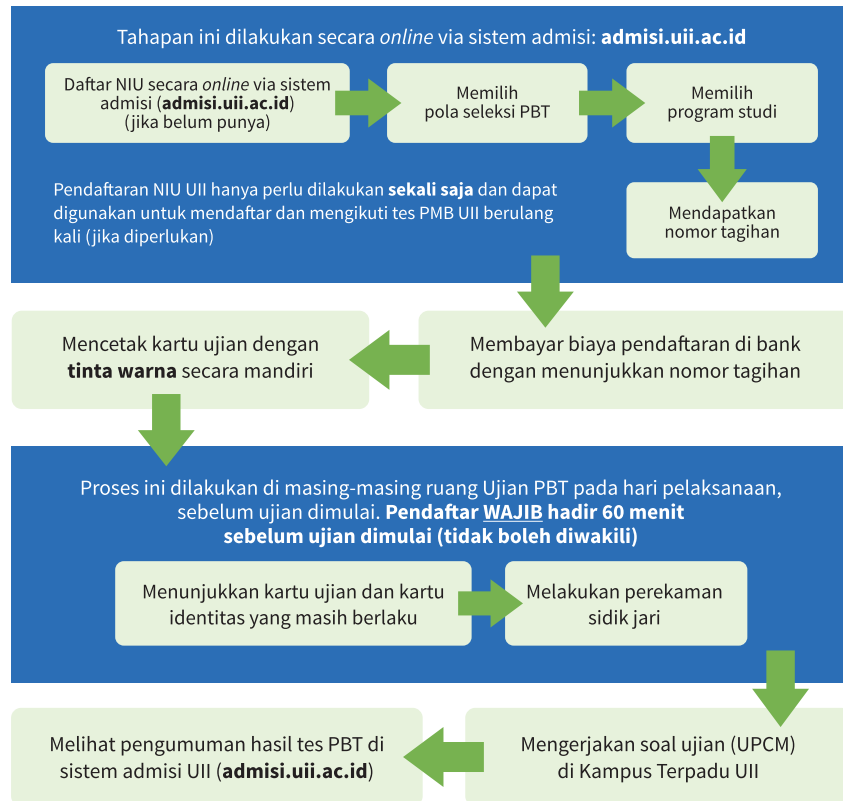 Tahapan ini dilakukan secara online via sistem admisi: admisi.uii.ac.id
Daftar NIU secara online via sistem
admisi (admisi.uii.ac.id)
(jika belum punya)
Memilih
pola seleksi PBT
Memilih
program studi
Pendaftaran NIU UII hanya perlu dilakukan sekali saja dan dapat
digunakan untuk mendaftar dan mengikuti tes PMB UII berulang
kali (jika diperlukan)
Mendapatkan
nomor tagihan
Membayar biaya pendaftaran di bank
dengan menunjukkan nomor tagihan
Mencetak kartu ujian dengan
tinta warna secara mandiri
Proses ini dilakukan di masing-masing ruang Ujian PBT pada hari pelaksanaan,
sebelum ujian dimulai. Pendaftar WAJIB hadir 60 menit
sebelum ujian dimulai (tidak boleh diwakili)
Menunjukkan kartu ujian dan kartu
identitas yang masih berlaku
Melakukan perekaman
sidik jari
Mengerjakan soal ujian (UPCM)
di Kampus Terpadu UII
Melihat pengumuman hasil tes PBT di
sistem admisi UII (admisi.uii.ac.id)